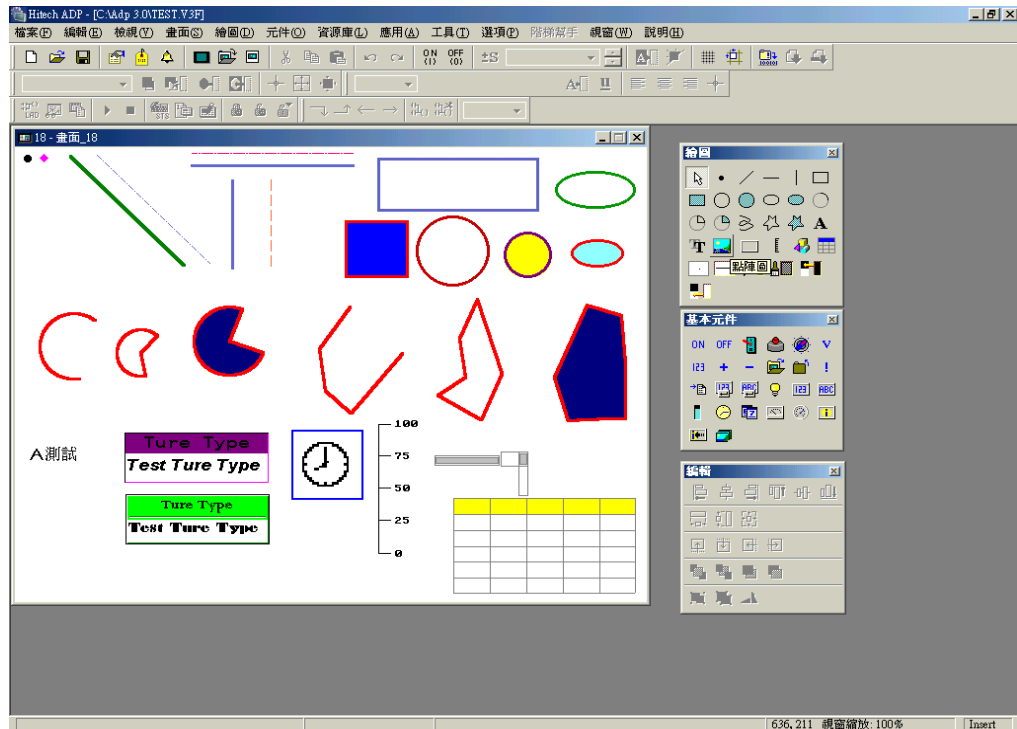 Hitech ADP - [C:\Adp 3.0\TEST.V3F]
檔案(F) 編輯(E) 檢視(V) 畫面(S) 繪圖(D) 元件(O) 資源庫(L) 應用(A) 工具(T) 選項(P) 階梯幫手 視窗(W) 說明(H)
ON (1) OFF (0) ±S
18 - 畫面_18
繪圖
A
點陣圖
基本元件
ON OFF V
123 + - !
123 ABC 123 ABC
編輯
A測試
Ture Type
Test Ture Type
Ture Type
Test Ture Type
100
75
50
25
0
636, 211 視窗縮放: 100% Insert